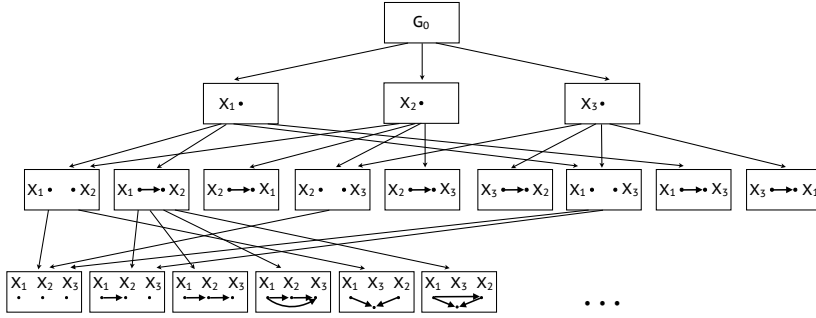 G₀
X₁ X₂ X₃
X₁ X₂ X₁ X₂ X₂ X₁ X₂ X₃ X₂ X₃ X₃ X₂ X₁ X₃ X₁ X₃ X₃ X₁
X₁ X₂ X₃ X₁ X₂ X₃ X₁ X₂ X₃ X₁ X₂ X₃ X₁ X₃ X₂ X₁ X₃ X₂ ...